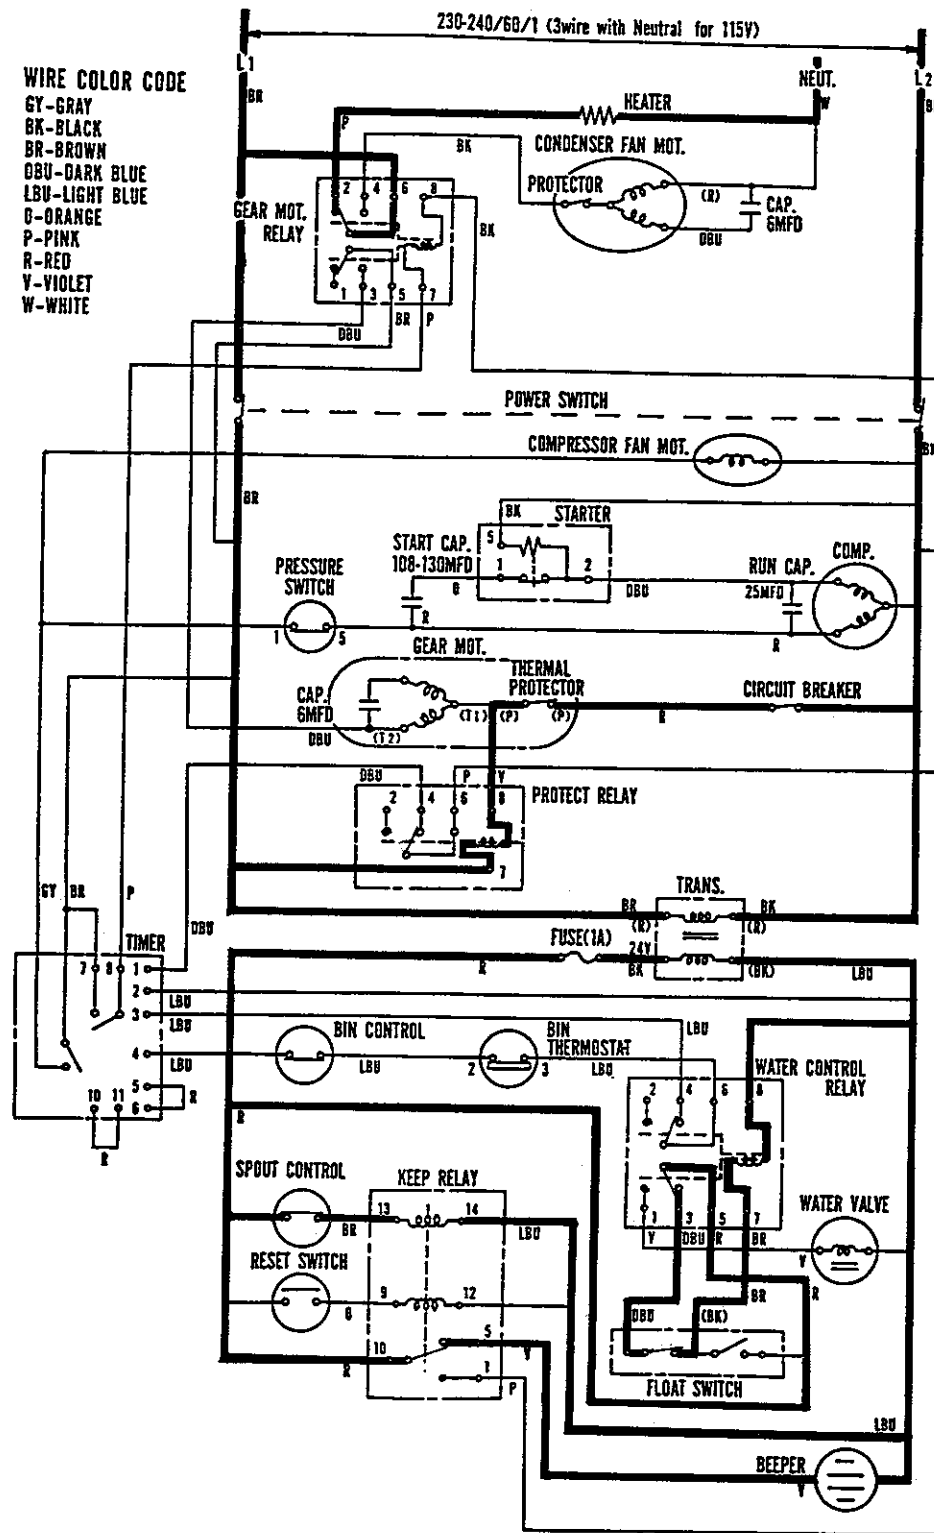 230-240/60/1 (3wire with Neutral for 115V)
L1
NEUT.
L2
WIRE COLOR CODE
GY-GRAY
BK-BLACK
BR-BROWN
DBU-DARK BLUE
LBU-LIGHT BLUE
O-ORANGE
P-PINK
R-RED
V-VIOLET
W-WHITE
BR
W
B
P
HEATER
BK
CONDENSER FAN MOT.
PROTECTOR
(R)
CAP.
6MFD
DBU
GEAR MOT.
RELAY
2 4 6 8
BK
1 3 5 7
DBU BR P
POWER SWITCH
COMPRESSOR FAN MOT.
BR
BK
STARTER
5
START CAP.
108-130MFD
1 2
RUN CAP.
25MFD
COMP.
PRESSURE
SWITCH
DBU
R
1 5
R
GEAR MOT.
THERMAL
PROTECTOR
CIRCUIT BREAKER
CAP.
6MFD
DBU
(T2)
(T1) (P) (P)
R
DBU P V
2 4 6 8
PROTECT RELAY
7
TRANS.
GY BR P
DBU
BR
(R)
BK
(R)
FUSE(1A)
24V
BK
(BK)
LBU
R
TIMER
7 8 1
2
LBU
3
LBU
4
LBU
5
6
R
10 11
R
BIN CONTROL
LBU
BIN
THERMOSTAT
2 3
LBU
LBU
WATER CONTROL
RELAY
2 4 6 8
R
1 3 5 7
V DBU R BR
SPOUT CONTROL
BR
KEEP RELAY
13 1 14
LBU
WATER VALVE
V
RESET SWITCH
9 12
10 5
V
R
1
P
DBU (BK) BR R
FLOAT SWITCH
LBU
BEEPER
V